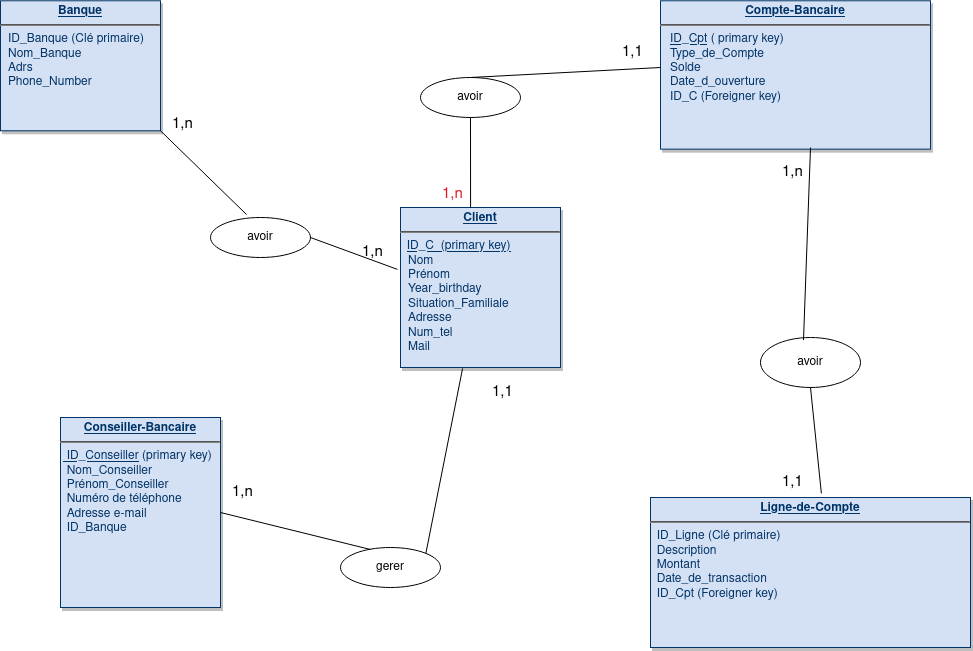 Banque
ID_Banque (Clé primaire)
Nom_Banque
Adrs
Phone_Number
Compte-Bancaire
ID_Cpt ( primary key)
Type_de_Compte
Solde
Date_d_ouverture
ID_C (Foreigner key)
1,1
avoir
1,n
1,n
1,n
avoir
1,n
Client
ID_C (primary key)
Nom
Prénom
Year_birthday
Situation_Familiale
Adresse
Num_tel
Mail
avoir
1,1
Conseiller-Bancaire
ID_Conseiller (primary key)
Nom_Conseiller
Prénom_Conseiller
Numéro de téléphone
Adresse e-mail
ID_Banque
1,n
gerer
1,1
Ligne-de-Compte
ID_Ligne (Clé primaire)
Description
Montant
Date_de_transaction
ID_Cpt (Foreigner key)